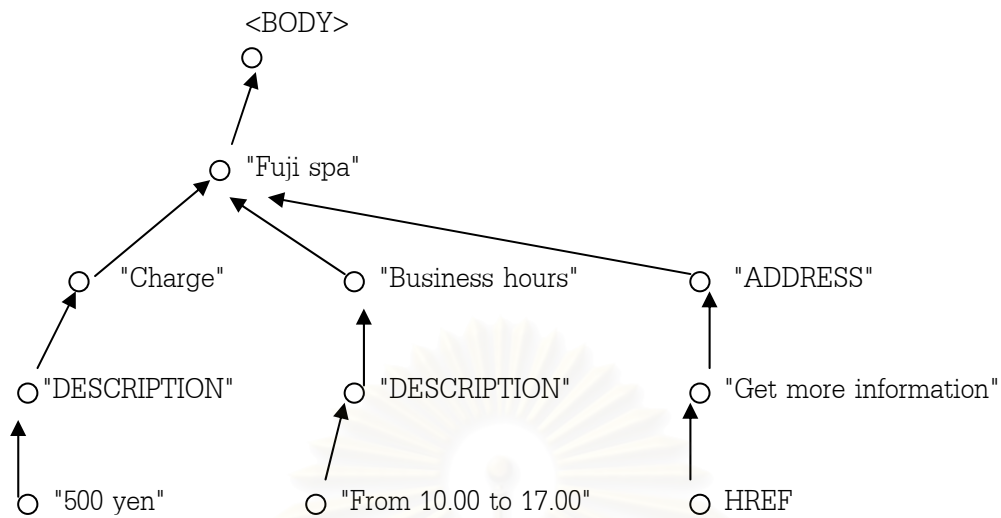 <BODY>
"Fuji spa"
"Charge" "Business hours" "ADDRESS"
"DESCRIPTION" "DESCRIPTION" "Get more information"
"500 yen" "From 10.00 to 17.00" HREF